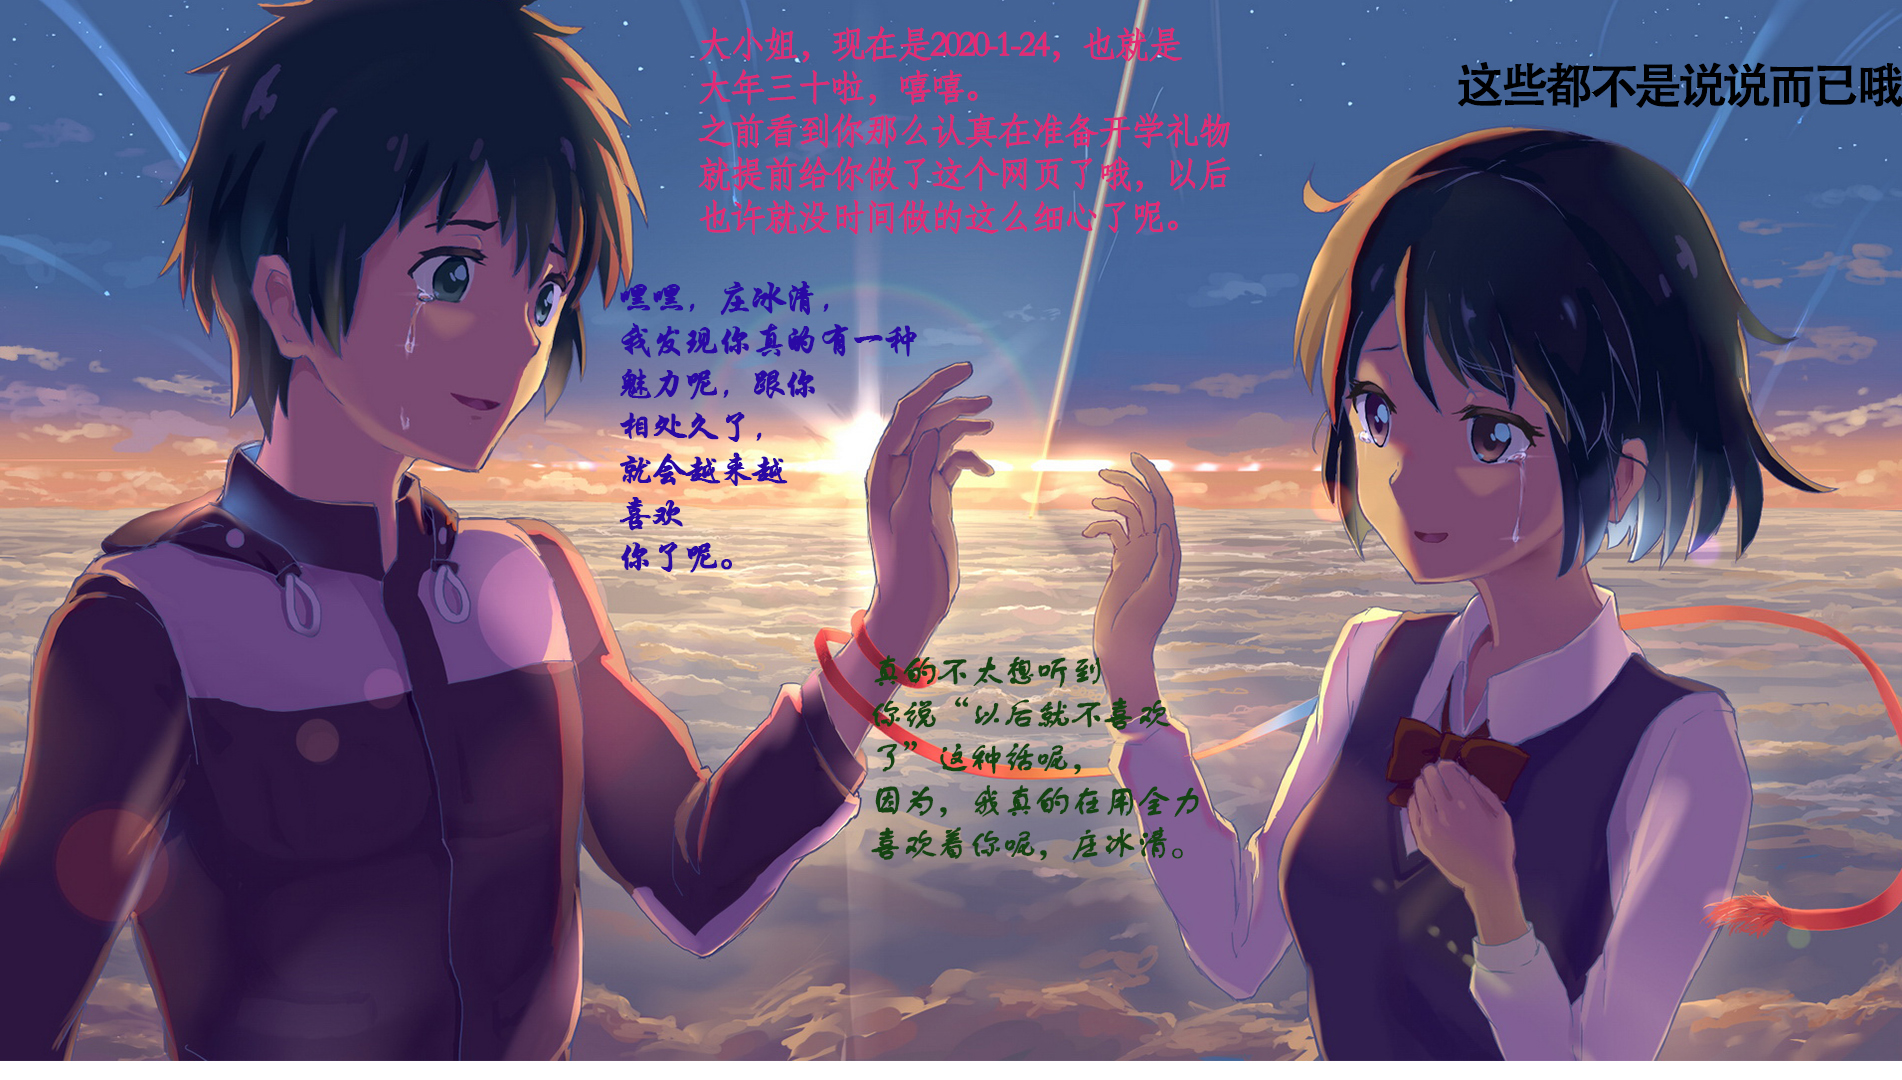 大小姐，现在是2020-1-24，也就是
大年三十啦，嘻嘻。
之前看到你那么认真在准备开学礼物
就提前给你做了这个网页了哦，以后
也许就没时间做的这么细心了呢。
这些都不是说说而已哦
嘿嘿，庄冰清，
我发现你真的有一种
魅力呢，跟你
相处久了，
就会越来越
喜欢
你了呢。
真的不太想听到
你说“以后就不喜欢
了”这种话呢，
因为，我真的在用全力
喜欢着你呢，庄冰清。